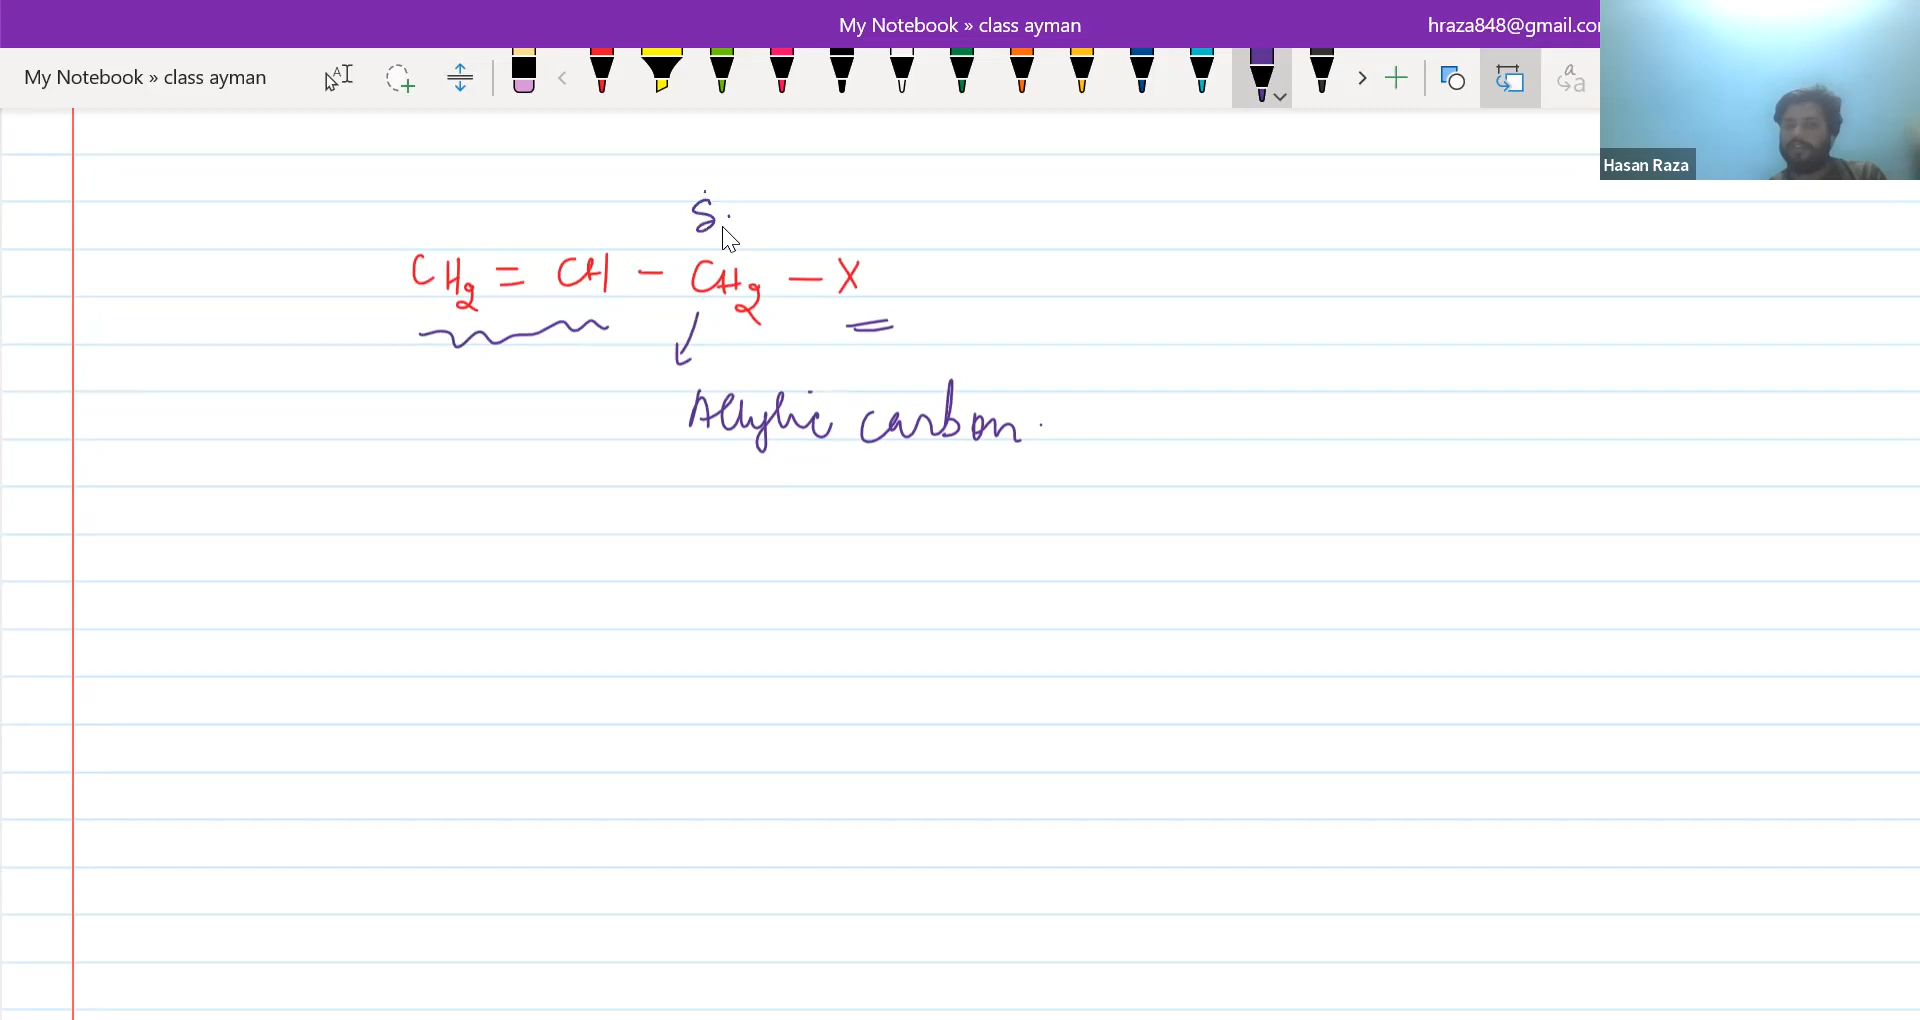 My Notebook » class ayman
hraza848@gmail.co
My Notebook » class ayman
Hasan Raza
S.
CH2 = CH - CH2 - X
Allylic carbon.